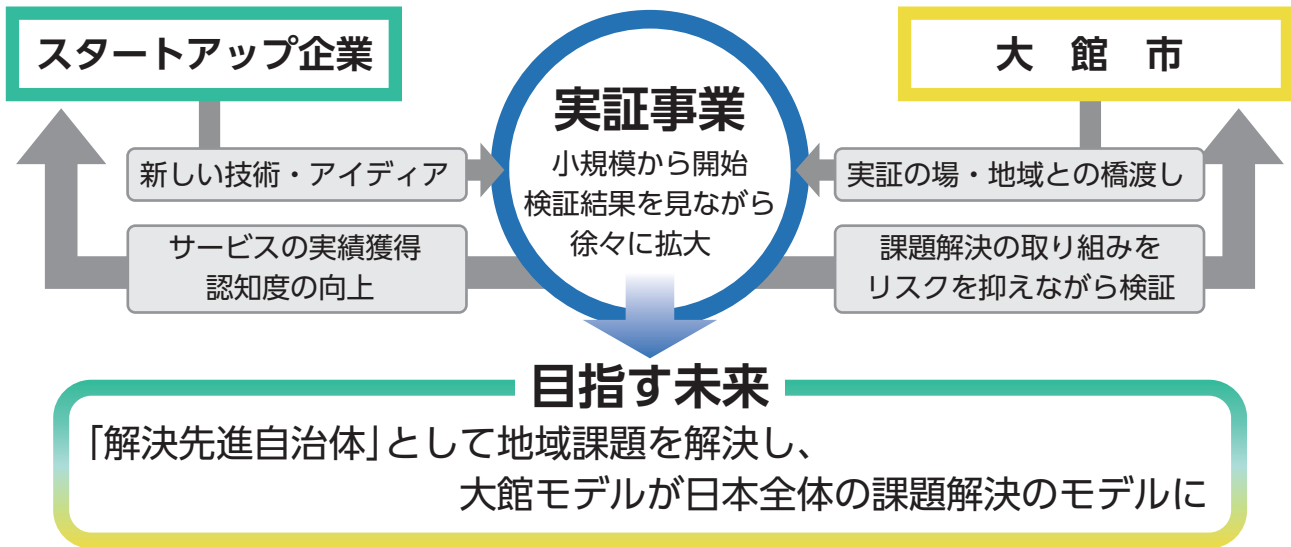 スタートアップ企業
新しい技術・アイディア
サービスの実績獲得
認知度の向上
実証事業
小規模から開始
検証結果を見ながら
徐々に拡大
大館市
実証の場・地域との橋渡し
課題解決の取り組みを
リスクを抑えながら検証
目指す未来
「解決先進自治体」として地域課題を解決し、
大館モデルが日本全体の課題解決のモデルに